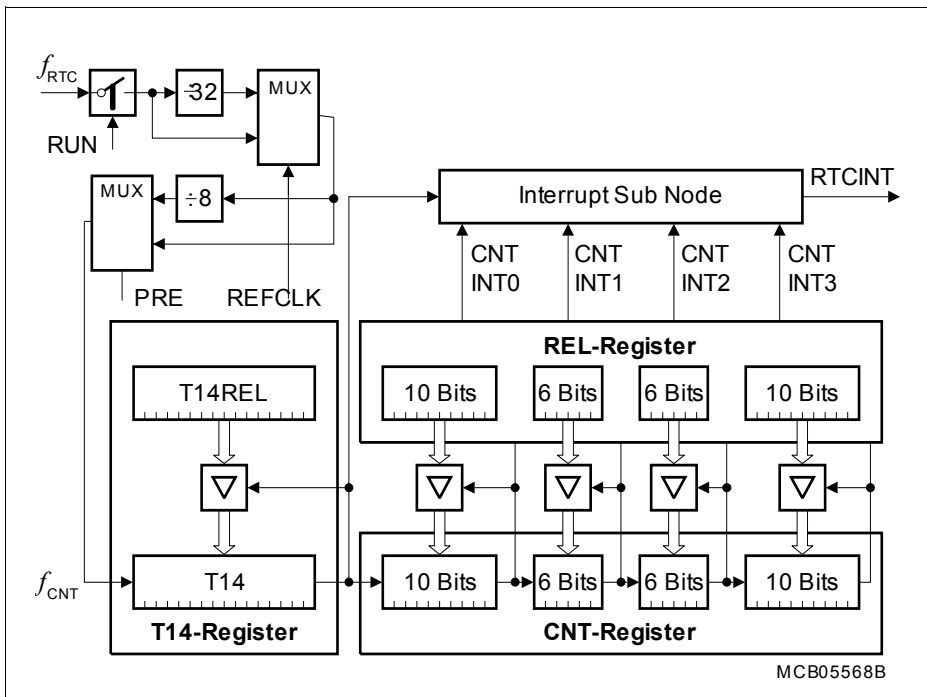 fRTC
RUN
÷32
MUX
MUX
÷8
PRE
REFCLK
Interrupt Sub Node
RTCINT
CNT INT0
CNT INT1
CNT INT2
CNT INT3
REL-Register
T14REL
10 Bits
6 Bits
6 Bits
10 Bits
fCNT
T14
10 Bits
6 Bits
6 Bits
10 Bits
T14-Register
CNT-Register
MCB05568B